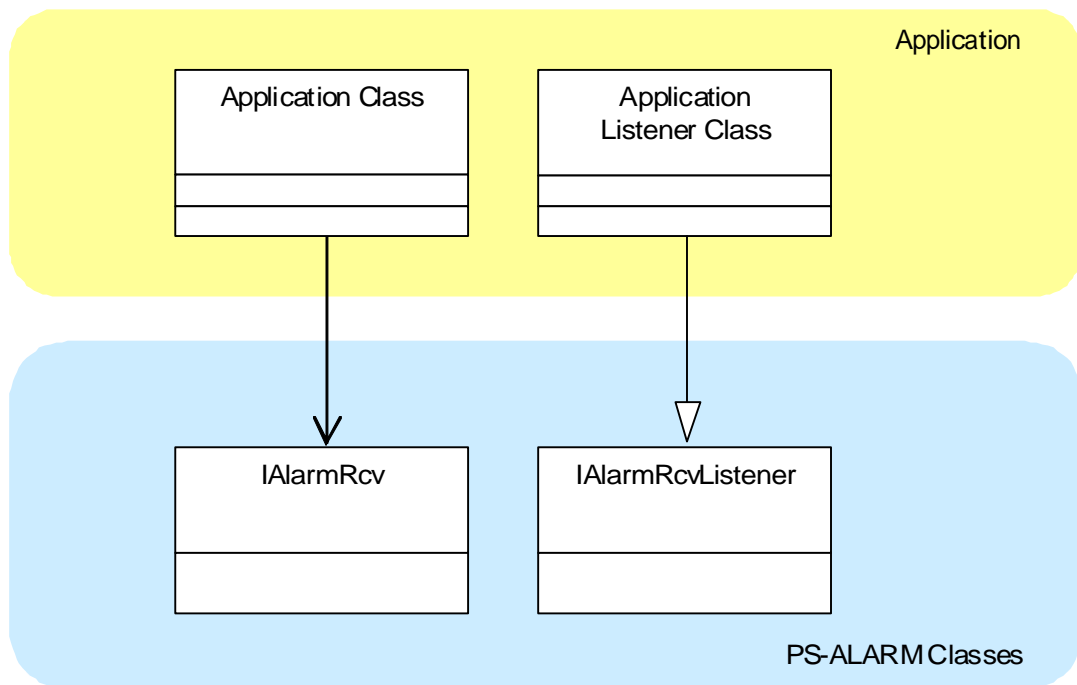 Application
Application Class
Application
Listener Class
IAlarmRcv
IAlarmRcvListener
PS-ALARM Classes